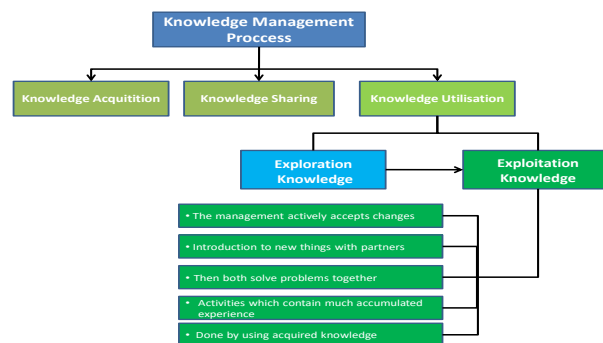 Knowledge Management
Proccess
Knowledge Acquitition
Knowledge Sharing
Knowledge Utilisation
Exploration
Knowledge
Exploitation
Knowledge
• The management actively accepts changes
• Introduction to new things with partners
• Then both solve problems together
• Activities which contain much accumulated
experience
• Done by using acquired knowledge